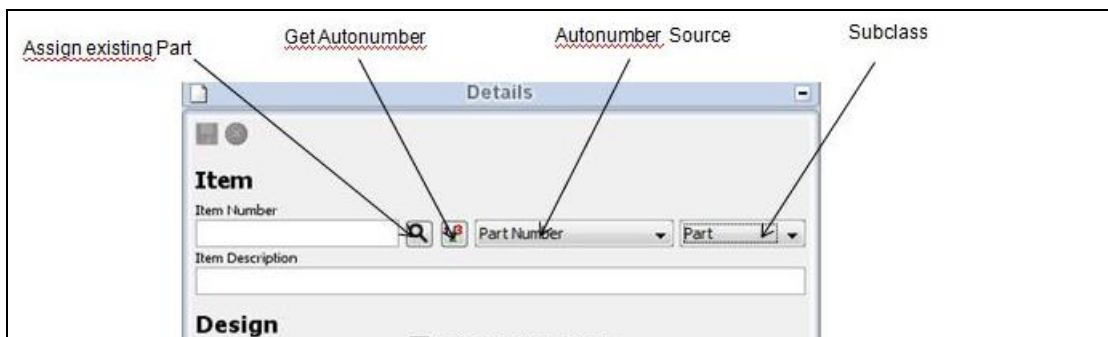 Assign existing Part
Get Autonumber
Autonumber Source
Subclass
Details
Item
Item Number
Part Number
Part
Item Description
Design